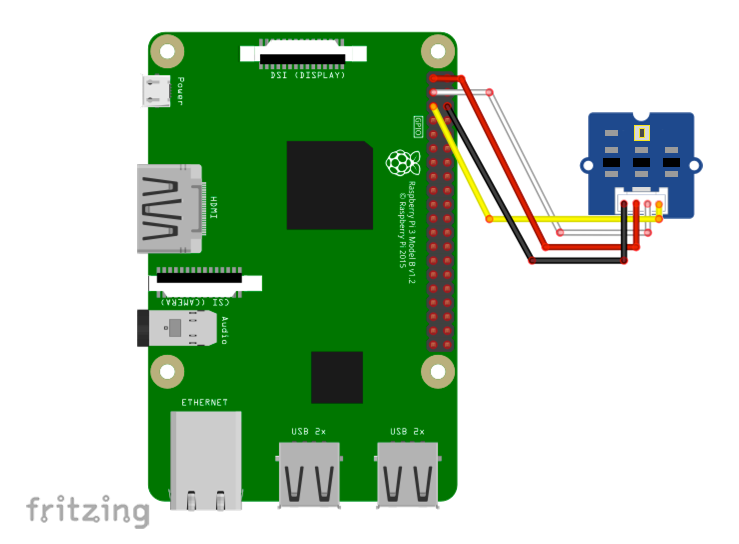 DSI (DISPLAY)
Power
GPIO
HDMI
Raspberry Pi 3 Model B v1.2
© Raspberry Pi 2015
CSI (CAMERA)
Audio
ETHERNET
USB 2x
USB 2x
fritzing